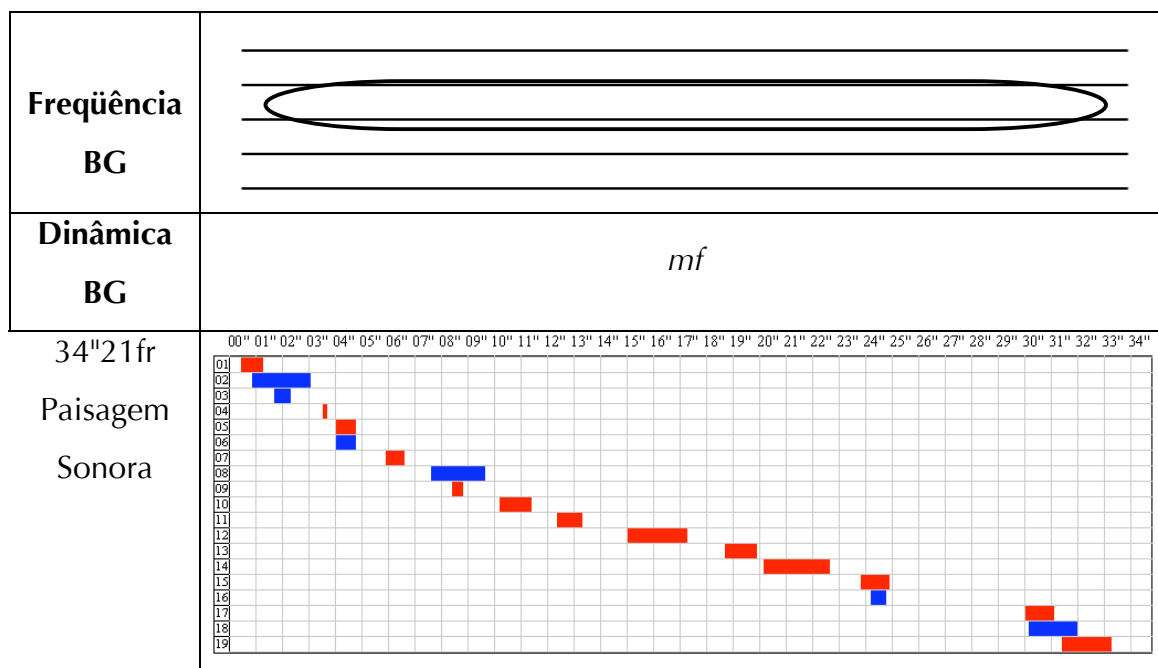 Freqüência
BG
Dinâmica
BG
mf
34"21fr
Paisagem
Sonora
00" 01" 02" 03" 04" 05" 06" 07" 08" 09" 10" 11" 12" 13" 14" 15" 16" 17" 18" 19" 20" 21" 22" 23" 24" 25" 26" 27" 28" 29" 30" 31" 32" 33" 34"
01
02
03
04
05
06
07
08
09
10
11
12
13
14
15
16
17
18
19